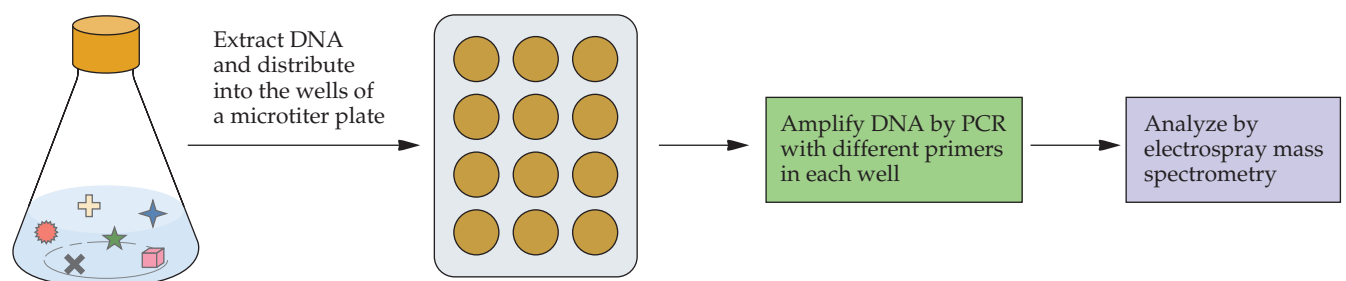 Extract DNA
and distribute
into the wells of
a microtiter plate
Amplify DNA by PCR
with different primers
in each well
Analyze by
electrospray mass
spectrometry